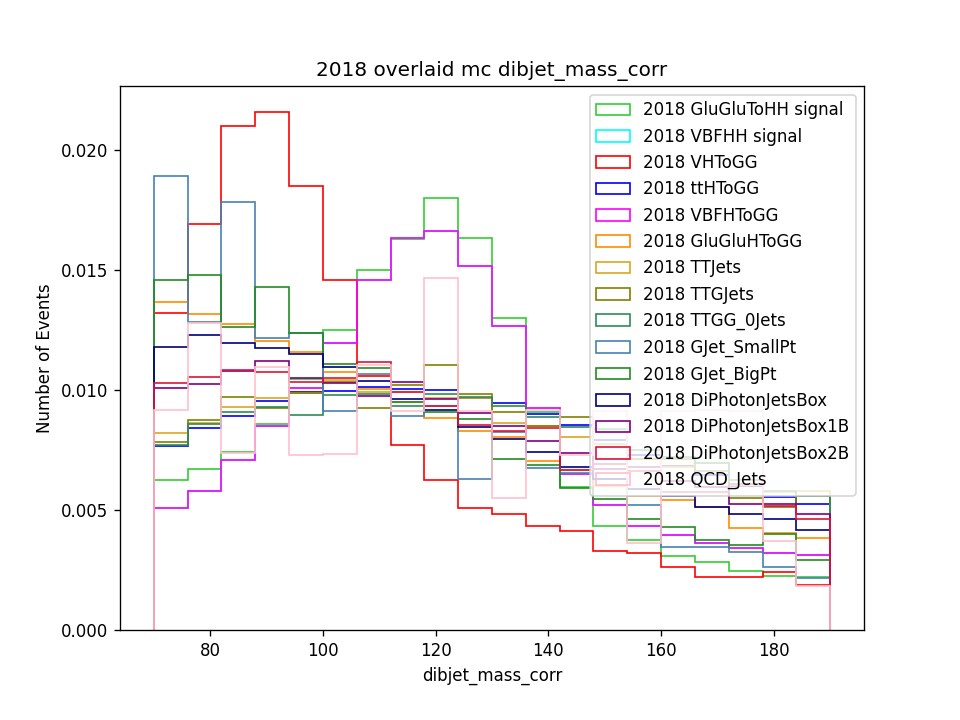 2018 overlaid mc dibjet_mass_corr
Number of Events
0.020
0.015
0.010
0.005
0.000
80 100 120 140 160 180
dibjet_mass_corr
2018 GluGluToHH signal
2018 VBFHH signal
2018 VHToGG
2018 ttHToGG
2018 VBFHToGG
2018 GluGluHToGG
2018 TTJets
2018 TTGJets
2018 TTGG_0Jets
2018 GJet_SmallPt
2018 GJet_BigPt
2018 DiPhotonJetsBox
2018 DiPhotonJetsBox1B
2018 DiPhotonJetsBox2B
2018 QCD_Jets